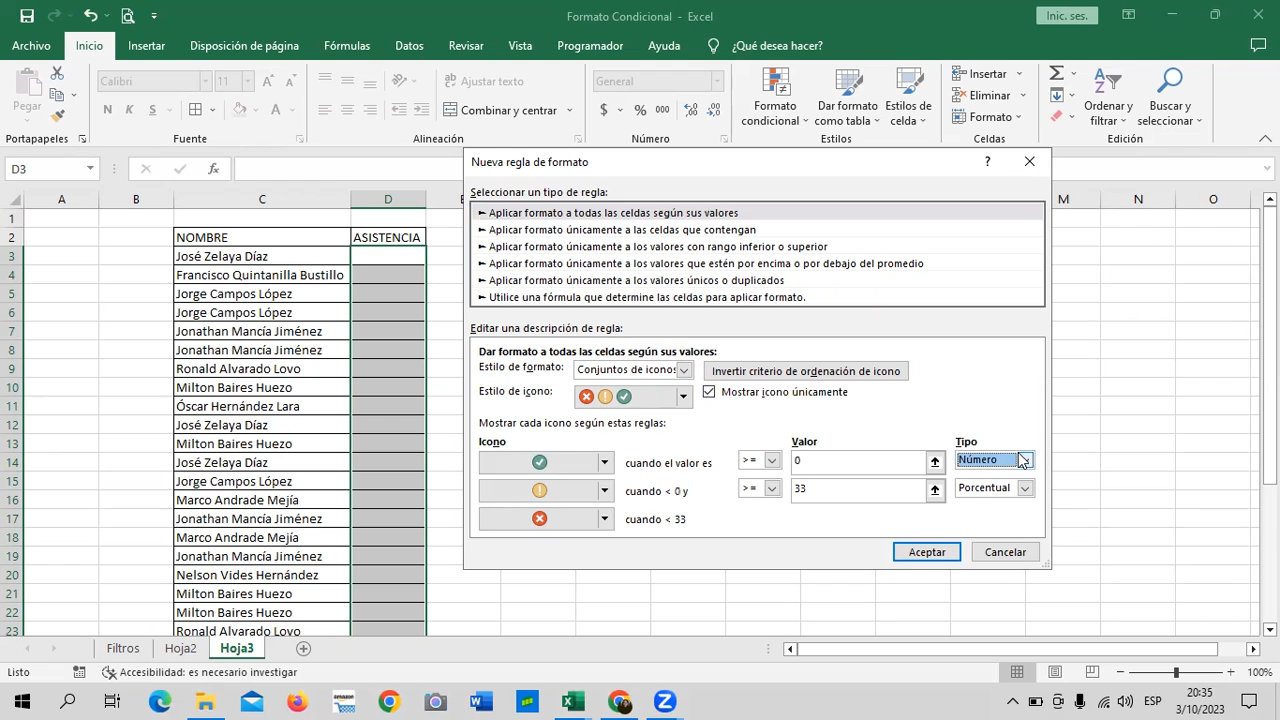 Formato Condicional - Excel
Inic. ses.
Archivo Inicio Insertar Disposición de página Fórmulas Datos Revisar Vista Programador Ayuda ¿Qué desea hacer?
Pegar
Calibri 11
N K S
Ajustar texto
Combinar y centrar
General
$ % 000
Formato condicional
Dar formato como tabla
Estilos de celda
Insertar
Eliminar
Formato
Ordenar y filtrar
Buscar y seleccionar
Portapapeles Fuente Alineación Número Estilos Celdas Edición
D3
fx
A B C D M N O
1
2 NOMBRE ASISTENCIA
3 José Zelaya Díaz
4 Francisco Quintanilla Bustillo
5 Jorge Campos López
6 Jorge Campos López
7 Jonathan Mancía Jiménez
8 Jonathan Mancía Jiménez
9 Ronald Alvarado Lovo
10 Milton Baires Huezo
11 Óscar Hernández Lara
12 José Zelaya Díaz
13 Milton Baires Huezo
14 José Zelaya Díaz
15 Jorge Campos López
16 Marco Andrade Mejía
17 Jonathan Mancía Jiménez
18 Marco Andrade Mejía
19 Jonathan Mancía Jiménez
20 Nelson Vides Hernández
21 Milton Baires Huezo
22 Milton Baires Huezo
23 Ronald Alvarado Lovo
Nueva regla de formato ?
Seleccionar un tipo de regla:
► Aplicar formato a todas las celdas según sus valores
► Aplicar formato únicamente a las celdas que contengan
► Aplicar formato únicamente a los valores con rango inferior o superior
► Aplicar formato únicamente a los valores que estén por encima o por debajo del promedio
► Aplicar formato únicamente a los valores únicos o duplicados
► Utilice una fórmula que determine las celdas para aplicar formato.
Editar una descripción de regla:
Dar formato a todas las celdas según sus valores:
Estilo de formato: Conjuntos de iconos Invertir criterio de ordenación de icono
Estilo de icono: Mostrar icono únicamente
Mostrar cada icono según estas reglas:
Icono Valor Tipo
cuando el valor es >= 0 Número
cuando < 0 y >= 33 Porcentual
cuando < 33
Aceptar Cancelar
Filtros Hoja2 Hoja3
Listo Accesibilidad: es necesario investigar 100%
ESP
20:35
3/10/2023